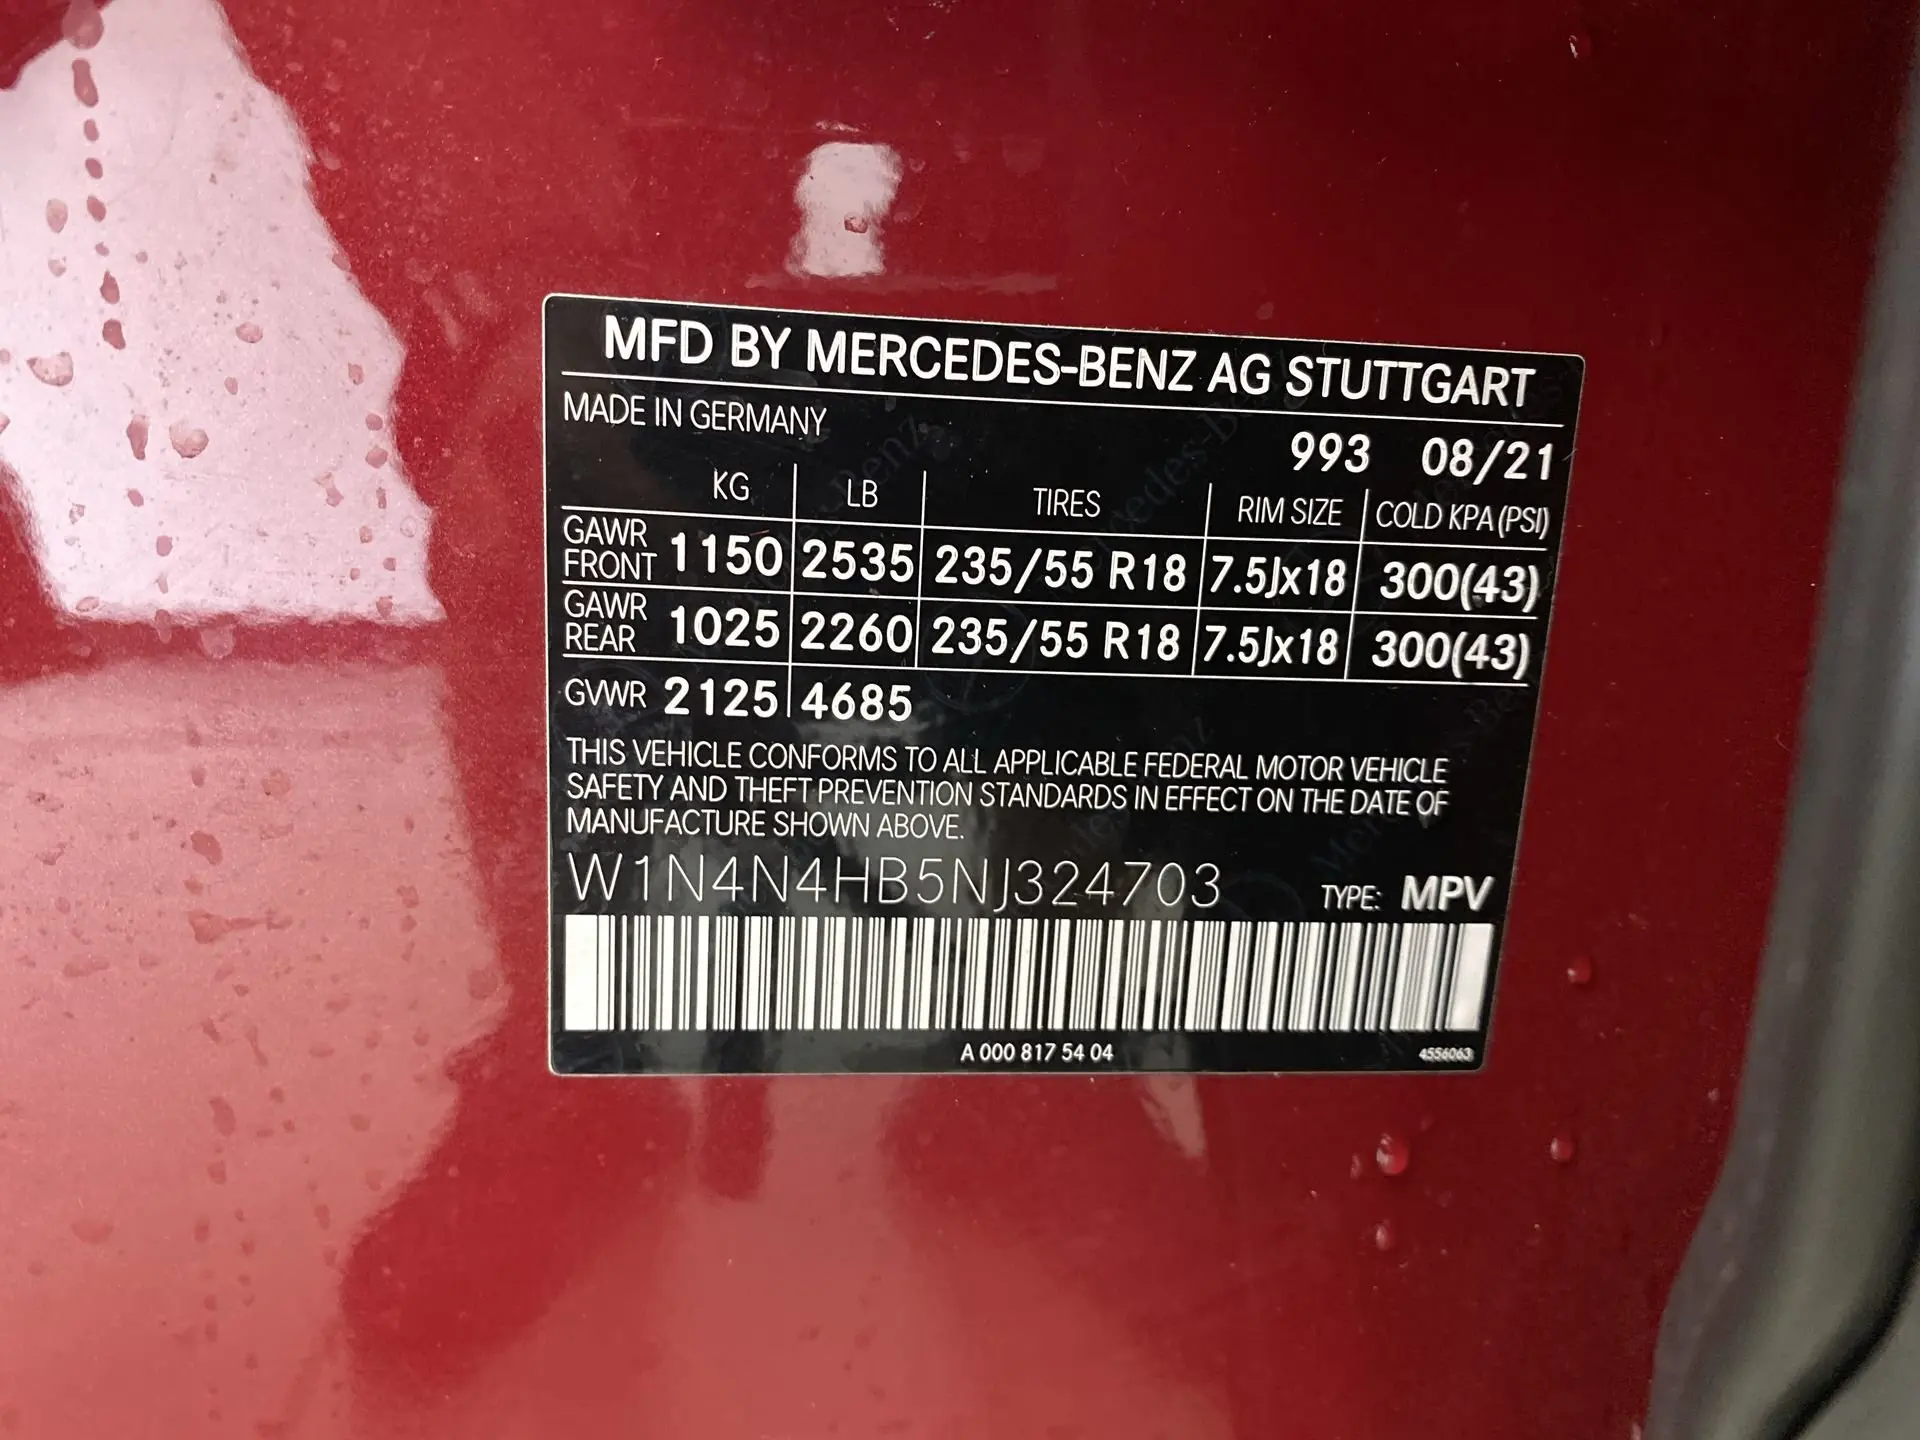 MFD BY MERCEDES-BENZ AG STUTTGART
MADE IN GERMANY
993 08/21
KG LB TIRES RIM SIZE COLD KPA (PSI)
GAWR FRONT 1150 2535 235/55 R18 7.5Jx18 300(43)
GAWR REAR 1025 2260 235/55 R18 7.5Jx18 300(43)
GVWR 2125 4685
THIS VEHICLE CONFORMS TO ALL APPLICABLE FEDERAL MOTOR VEHICLE
SAFETY AND THEFT PREVENTION STANDARDS IN EFFECT ON THE DATE OF
MANUFACTURE SHOWN ABOVE.
W1N4N4HB5NJ324703 TYPE: MPV
A 000 817 54 04 4556063